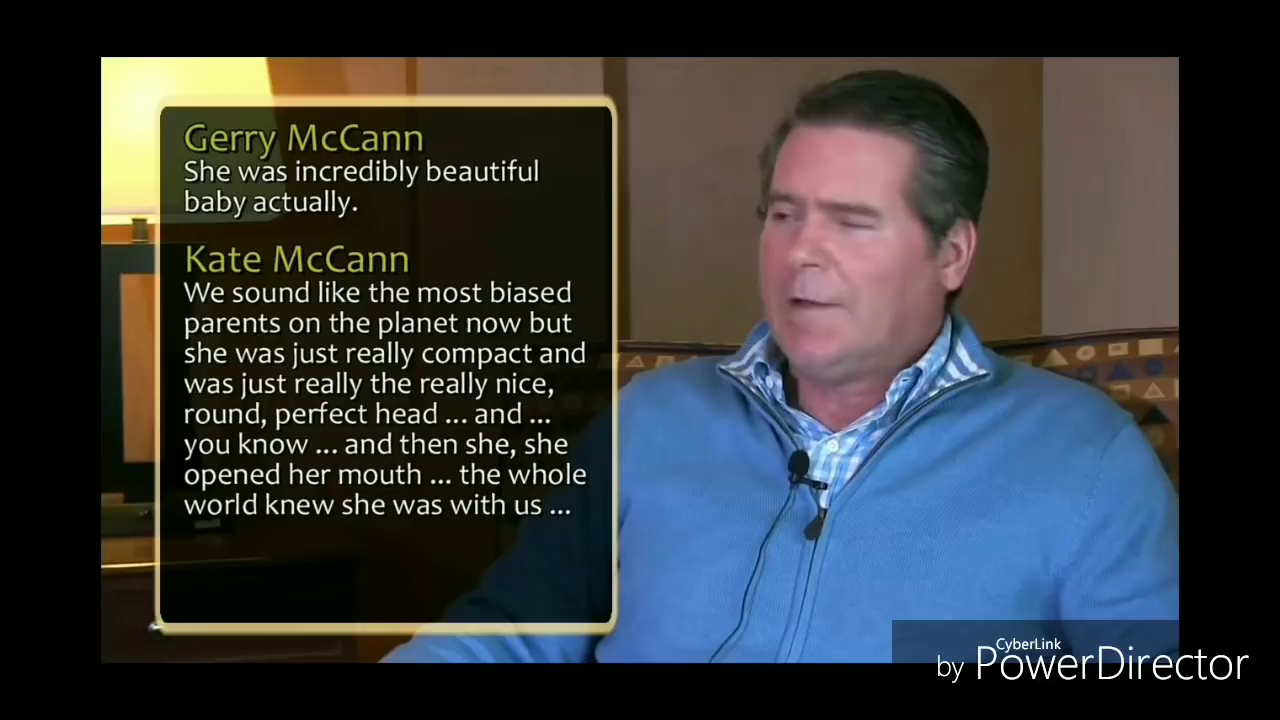 Gerry McCann
She was incredibly beautiful
baby actually.
Kate McCann
We sound like the most biased
parents on the planet now but
she was just really compact and
was just really the really nice,
round, perfect head ... and ...
you know ... and then she, she
opened her mouth ... the whole
world knew she was with us ...
CyberLink
by PowerDirector